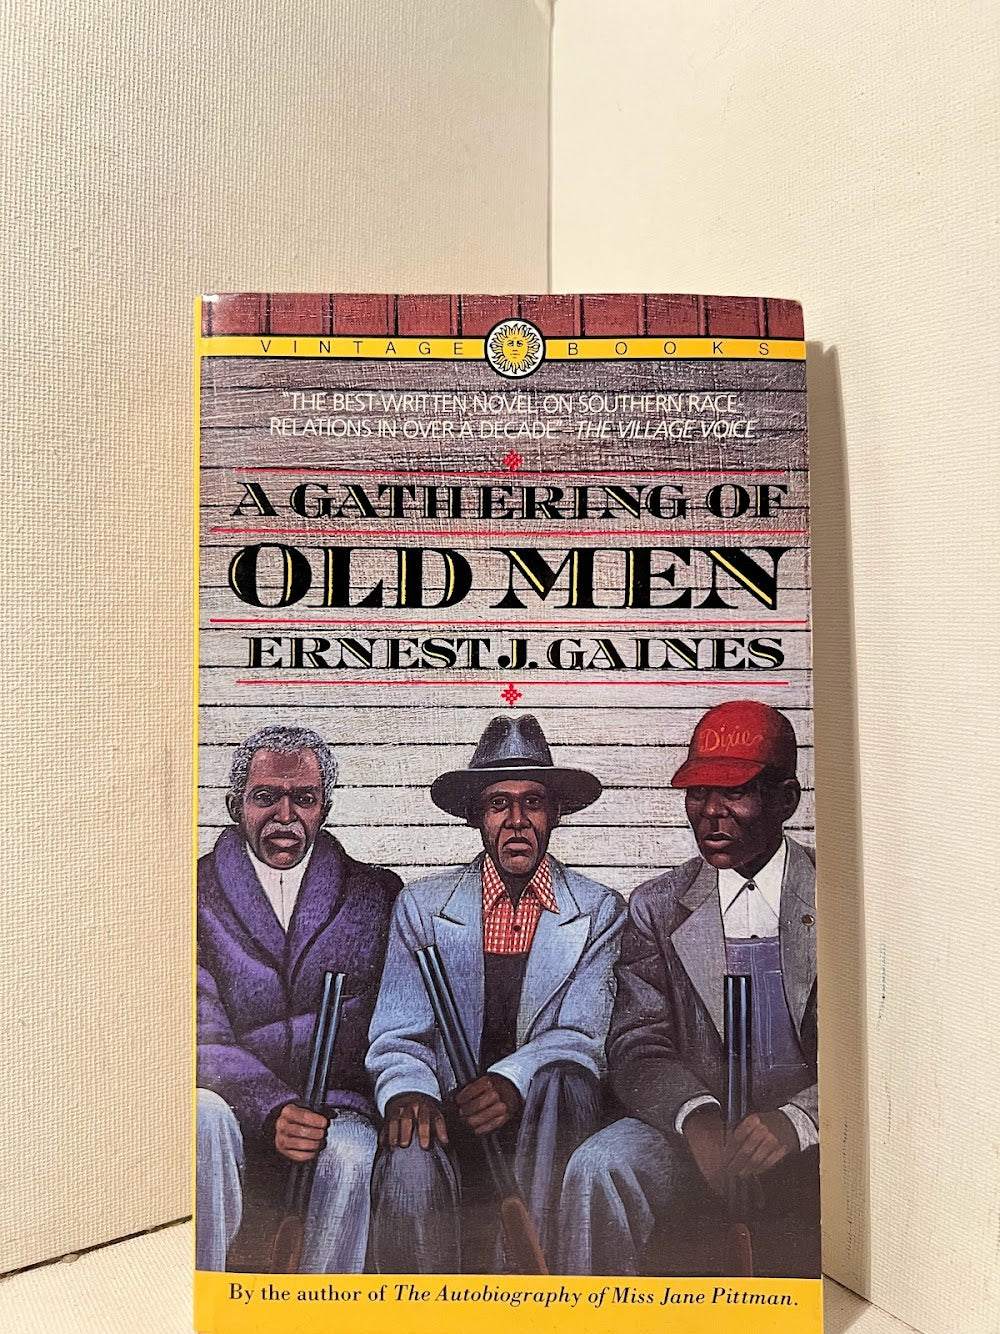 VINTAGE BOOKS
"THE BEST-WRITTEN NOVEL ON SOUTHERN RACE-
RELATIONS IN OVER A DECADE." –THE VILLAGE VOICE
A GATHERING OF
OLD MEN
ERNEST J. GAINES
Dixie
By the author of The Autobiography of Miss Jane Pittman.